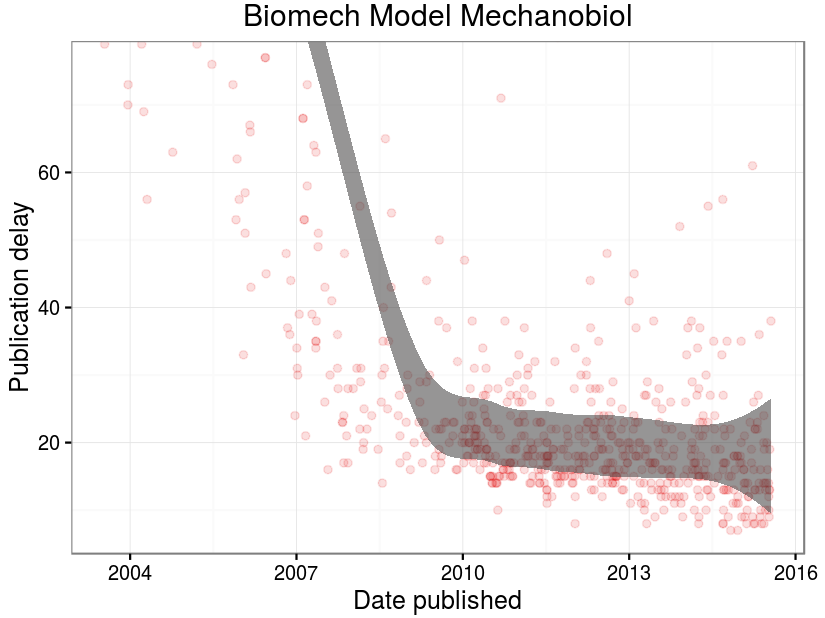 Biomech Model Mechanobiol
Publication delay
60
40
20
2004 2007 2010 2013 2016
Date published